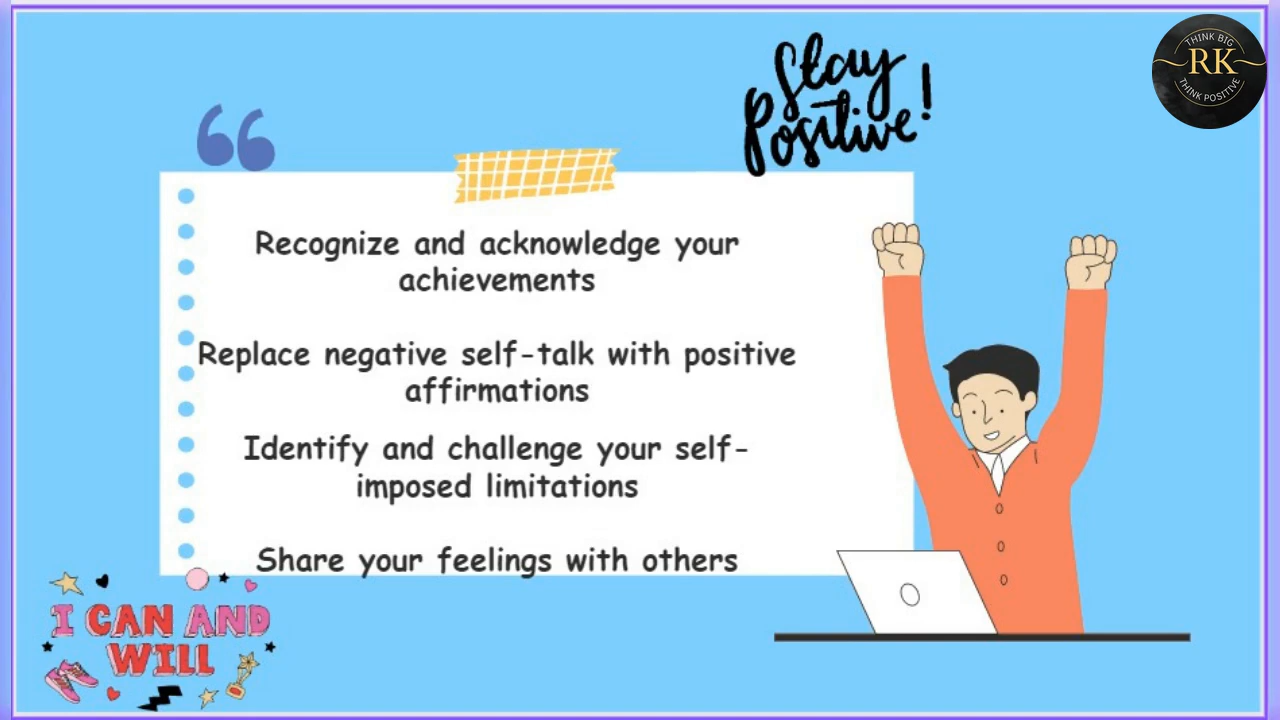 Stay
Positive!
THINK BIG
RK
THINK POSITIVE
Recognize and acknowledge your
achievements
Replace negative self-talk with positive
affirmations
Identify and challenge your self-
imposed limitations
Share your feelings with others
I CAN AND
WILL